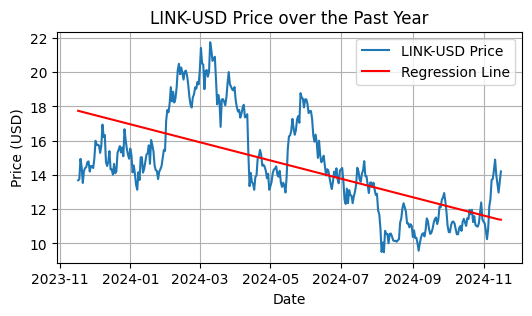 LINK-USD Price over the Past Year
LINK-USD Price
Regression Line
Price (USD)
22
20
18
16
14
12
10
2023-11 2024-01 2024-03 2024-05 2024-07 2024-09 2024-11
Date